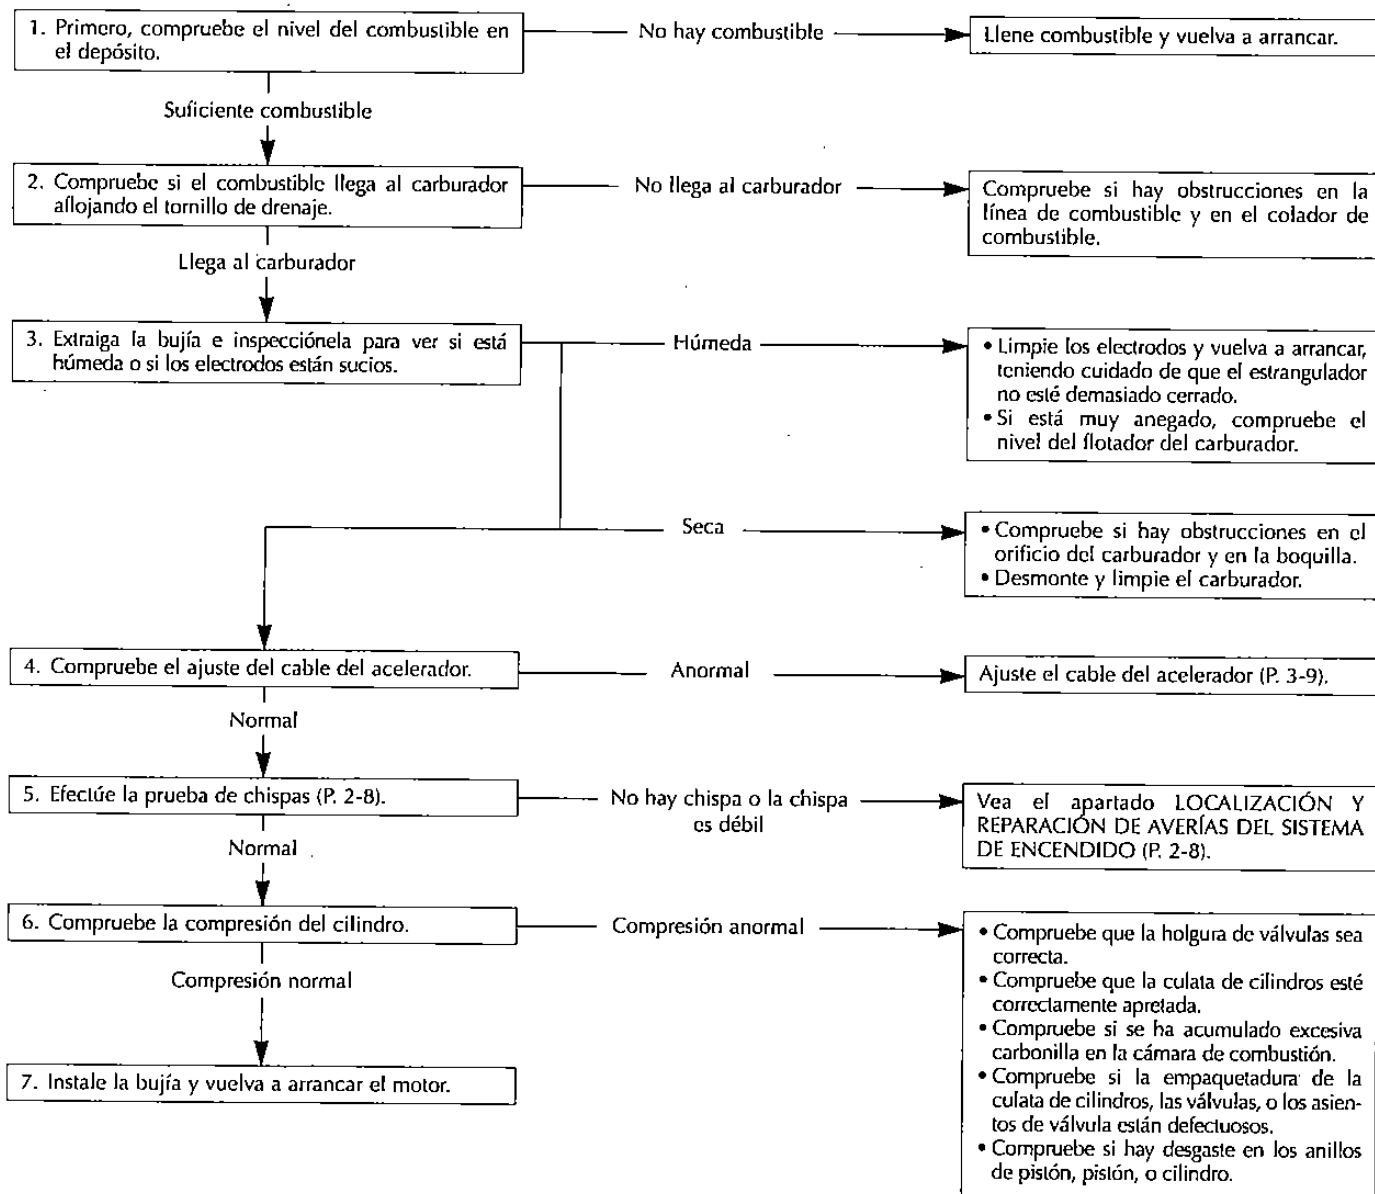 1. Primero, compruebe el nivel del combustible en
el depósito.
No hay combustible
Llene combustible y vuelva a arrancar.
Suficiente combustible
2. Compruebe si el combustible llega al carburador
aflojando el tornillo de drenaje.
No llega al carburador
Compruebe si hay obstrucciones en la
línea de combustible y en el colador de
combustible.
Llega al carburador
3. Extraiga la bujía e inspecciónela para ver si está
húmeda o si los electrodos están sucios.
Húmeda
• Limpie los electrodos y vuelva a arrancar,
teniendo cuidado de que el estrangulador
no esté demasiado cerrado.
• Si está muy anegado, compruebe el
nivel del flotador del carburador.
Seca
• Compruebe si hay obstrucciones en el
orificio del carburador y en la boquilla.
• Desmonte y limpie el carburador.
4. Compruebe el ajuste del cable del acelerador.
Anormal
Ajuste el cable del acelerador (P. 3-9).
Normal
5. Efectúe la prueba de chispas (P. 2-8).
No hay chispa o la chispa
es débil
Vea el apartado LOCALIZACIÓN Y
REPARACIÓN DE AVERÍAS DEL SISTEMA
DE ENCENDIDO (P. 2-8).
Normal
6. Compruebe la compresión del cilindro.
Compresión anormal
• Compruebe que la holgura de válvulas sea
correcta.
• Compruebe que la culata de cilindros esté
correctamente apretada.
• Compruebe si se ha acumulado excesiva
carbonilla en la cámara de combustión.
• Compruebe si la empaquetadura de la
culata de cilindros, las válvulas, o los asien-
tos de válvula están defectuosos.
• Compruebe si hay desgaste en los anillos
de pistón, pistón, o cilindro.
Compresión normal
7. Instale la bujía y vuelva a arrancar el motor.